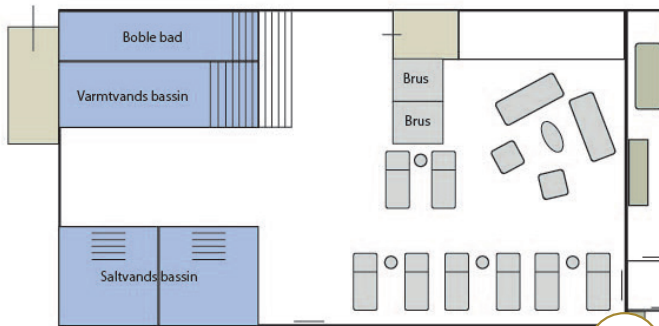 Boble bad
Varmtvands bassin
Brus
Brus
Saltvands bassin